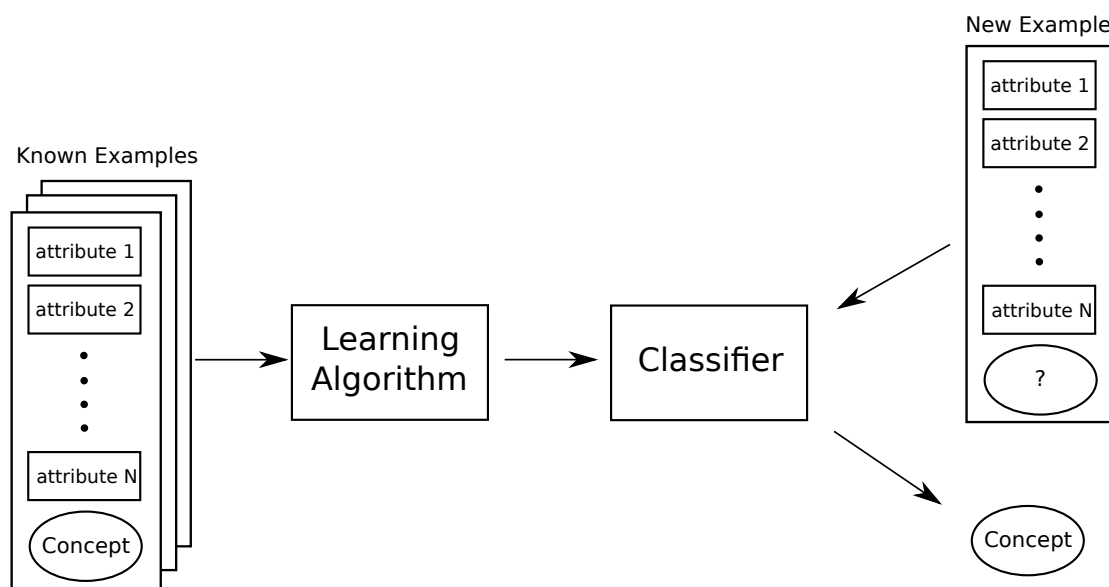 New Example
attribute 1
attribute 2
attribute N
?
Known Examples
attribute 1
attribute 2
attribute N
Concept
Learning
Algorithm
Classifier
Concept